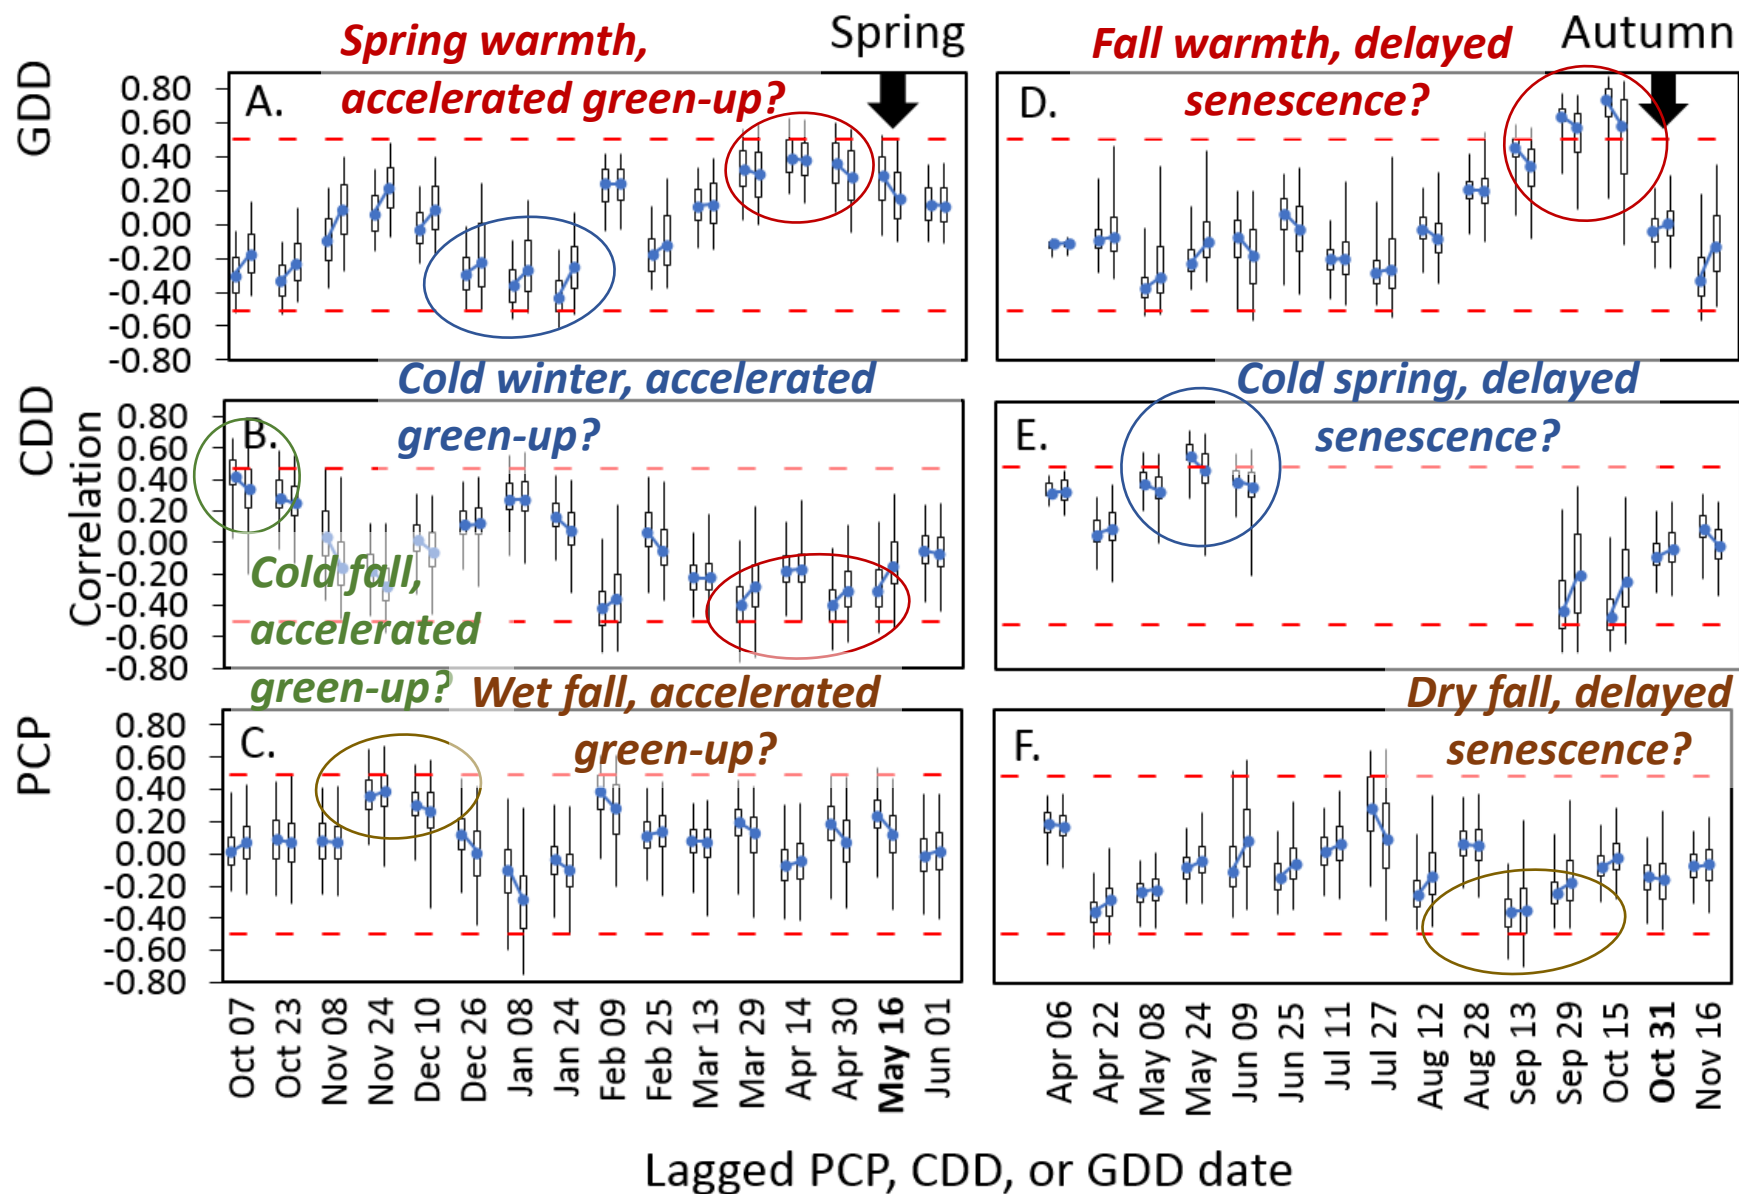 Spring warmth,
accelerated green-up?
Spring
Fall warmth, delayed
senescence?
Autumn
GDD
A.
D.
0.80
0.60
0.40
0.20
0.00
-0.20
-0.40
-0.60
-0.80
Cold winter, accelerated
green-up?
Cold spring, delayed
senescence?
CDD
Correlation
B.
E.
0.80
0.60
0.40
0.20
0.00
-0.20
-0.40
-0.60
-0.80
Cold fall,
accelerated
green-up?
Wet fall, accelerated
green-up?
Dry fall, delayed
senescence?
PCP
C.
F.
0.80
0.60
0.40
0.20
0.00
-0.20
-0.40
-0.60
-0.80
Oct 07
Oct 23
Nov 08
Nov 24
Dec 10
Dec 26
Jan 08
Jan 24
Feb 09
Feb 25
Mar 13
Mar 29
Apr 14
Apr 30
May 16
Jun 01
Apr 06
Apr 22
May 08
May 24
Jun 09
Jun 25
Jul 11
Jul 27
Aug 12
Aug 28
Sep 13
Sep 29
Oct 15
Oct 31
Nov 16
Lagged PCP, CDD, or GDD date